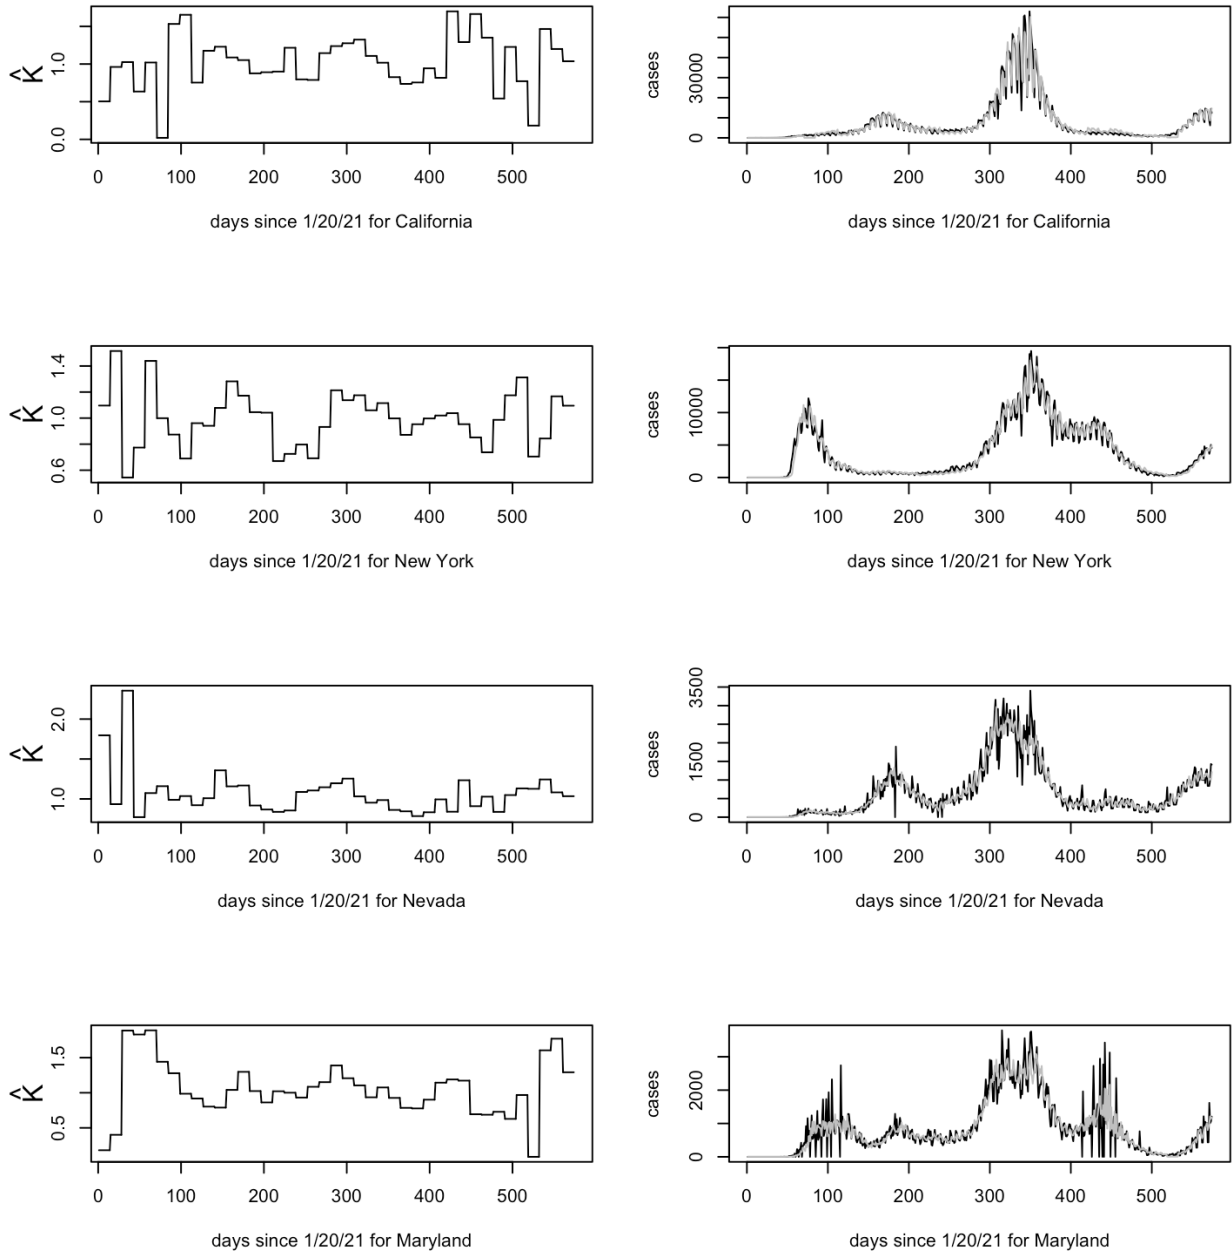 K̂
0.0 1.0
0 100 200 300 400 500
days since 1/20/21 for California
cases
0 30000
0 100 200 300 400 500
days since 1/20/21 for California
K̂
0.6 1.0 1.4
0 100 200 300 400 500
days since 1/20/21 for New York
cases
0 10000
0 100 200 300 400 500
days since 1/20/21 for New York
K̂
1.0 2.0
0 100 200 300 400 500
days since 1/20/21 for Nevada
cases
0 1500 3500
0 100 200 300 400 500
days since 1/20/21 for Nevada
K̂
0.5 1.5
0 100 200 300 400 500
days since 1/20/21 for Maryland
cases
0 2000
0 100 200 300 400 500
days since 1/20/21 for Maryland